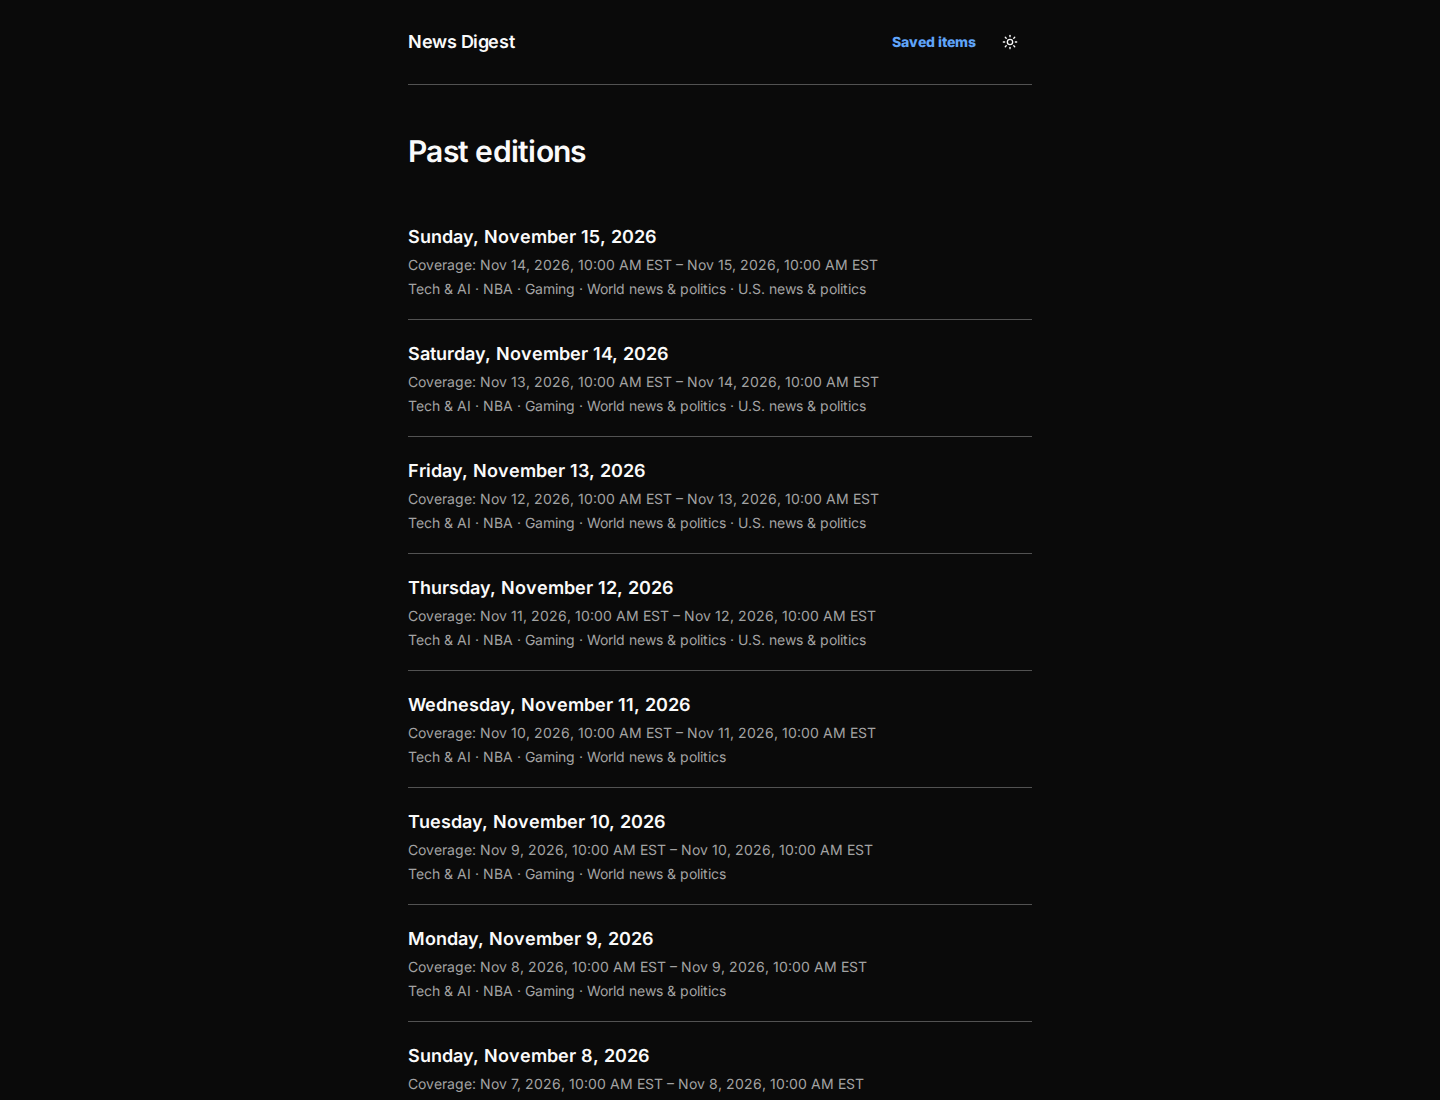 News Digest
Saved items
Past editions
Sunday, November 15, 2026
Coverage: Nov 14, 2026, 10:00 AM EST – Nov 15, 2026, 10:00 AM EST
Tech & AI · NBA · Gaming · World news & politics · U.S. news & politics
Saturday, November 14, 2026
Coverage: Nov 13, 2026, 10:00 AM EST – Nov 14, 2026, 10:00 AM EST
Tech & AI · NBA · Gaming · World news & politics · U.S. news & politics
Friday, November 13, 2026
Coverage: Nov 12, 2026, 10:00 AM EST – Nov 13, 2026, 10:00 AM EST
Tech & AI · NBA · Gaming · World news & politics · U.S. news & politics
Thursday, November 12, 2026
Coverage: Nov 11, 2026, 10:00 AM EST – Nov 12, 2026, 10:00 AM EST
Tech & AI · NBA · Gaming · World news & politics · U.S. news & politics
Wednesday, November 11, 2026
Coverage: Nov 10, 2026, 10:00 AM EST – Nov 11, 2026, 10:00 AM EST
Tech & AI · NBA · Gaming · World news & politics
Tuesday, November 10, 2026
Coverage: Nov 9, 2026, 10:00 AM EST – Nov 10, 2026, 10:00 AM EST
Tech & AI · NBA · Gaming · World news & politics
Monday, November 9, 2026
Coverage: Nov 8, 2026, 10:00 AM EST – Nov 9, 2026, 10:00 AM EST
Tech & AI · NBA · Gaming · World news & politics
Sunday, November 8, 2026
Coverage: Nov 7, 2026, 10:00 AM EST – Nov 8, 2026, 10:00 AM EST